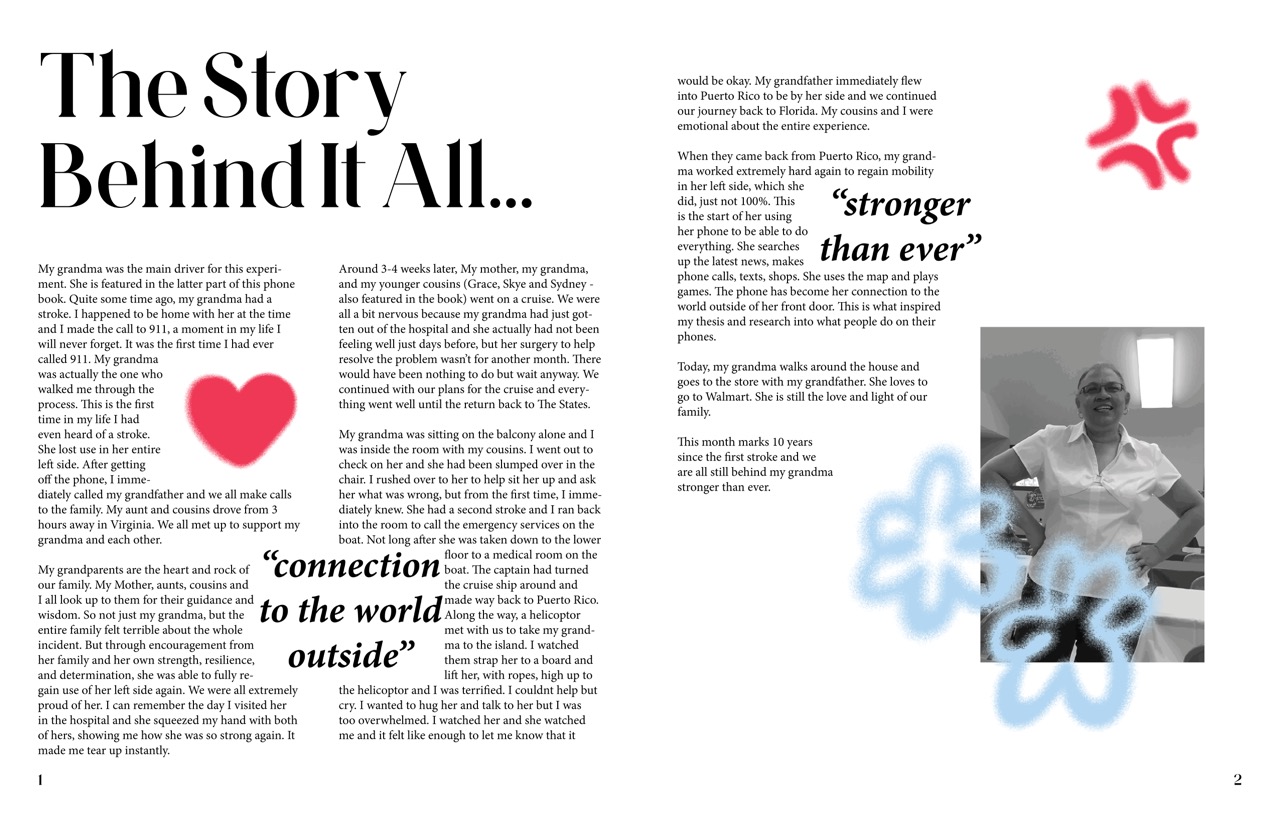 The Story
Behind It All...
My grandma was the main driver for this experi-
ment. She is featured in the latter part of this phone
book. Quite some time ago, my grandma had a
stroke. I happened to be home with her at the time
and I made the call to 911, a moment in my life I
will never forget. It was the first time I had ever
called 911. My grandma
was actually the one who
walked me through the
process. This is the first
time in my life I had
even heard of a stroke.
She lost use in her entire
left side. After getting
off the phone, I imme-
diately called my grandfather and we all make calls
to the family. My aunt and cousins drove from 3
hours away in Virginia. We all met up to support my
grandma and each other.
My grandparents are the heart and rock of
our family. My Mother, aunts, cousins and
I all look up to them for their guidance and
wisdom. So not just my grandma, but the
entire family felt terrible about the whole
incident. But through encouragement from
her family and her own strength, resilience,
and determination, she was able to fully re-
gain use of her left side again. We were all extremely
proud of her. I can remember the day I visited her
in the hospital and she squeezed my hand with both
of hers, showing me how she was so strong again. It
made me tear up instantly.
"connection
to the world
outside"
Around 3-4 weeks later, My mother, my grandma,
and my younger cousins (Grace, Skye and Sydney -
also featured in the book) went on a cruise. We were
all a bit nervous because my grandma had just got-
ten out of the hospital and she actually had not been
feeling well just days before, but her surgery to help
resolve the problem wasn't for another month. There
would have been nothing to do but wait anyway. We
continued with our plans for the cruise and every-
thing went well until the return back to The States.
My grandma was sitting on the balcony alone and I
was inside the room with my cousins. I went out to
check on her and she had been slumped over in the
chair. I rushed over to her to help sit her up and ask
her what was wrong, but from the first time, I imme-
diately knew. She had a second stroke and I ran back
into the room to call the emergency services on the
boat. Not long after she was taken down to the lower
floor to a medical room on the
boat. The captain had turned
the cruise ship around and
made way back to Puerto Rico.
Along the way, a helicoptor
met with us to take my grand-
ma to the island. I watched
them strap her to a board and
lift her, with ropes, high up to
the helicoptor and I was terrified. I couldnt help but
cry. I wanted to hug her and talk to her but I was
too overwhelmed. I watched her and she watched
me and it felt like enough to let me know that it
1
would be okay. My grandfather immediately flew
into Puerto Rico to be by her side and we continued
our journey back to Florida. My cousins and I were
emotional about the entire experience.
When they came back from Puerto Rico, my grand-
ma worked extremely hard again to regain mobility
in her left side, which she
did, just not 100%. This
is the start of her using
her phone to be able to do
everything. She searches
up the latest news, makes
phone calls, texts, shops. She uses the map and plays
games. The phone has become her connection to the
world outside of her front door. This is what inspired
my thesis and research into what people do on their
phones.
"stronger
than ever"
Today, my grandma walks around the house and
goes to the store with my grandfather. She loves to
go to Walmart. She is still the love and light of our
family.
This month marks 10 years
since the first stroke and we
are all still behind my grandma
stronger than ever.
2